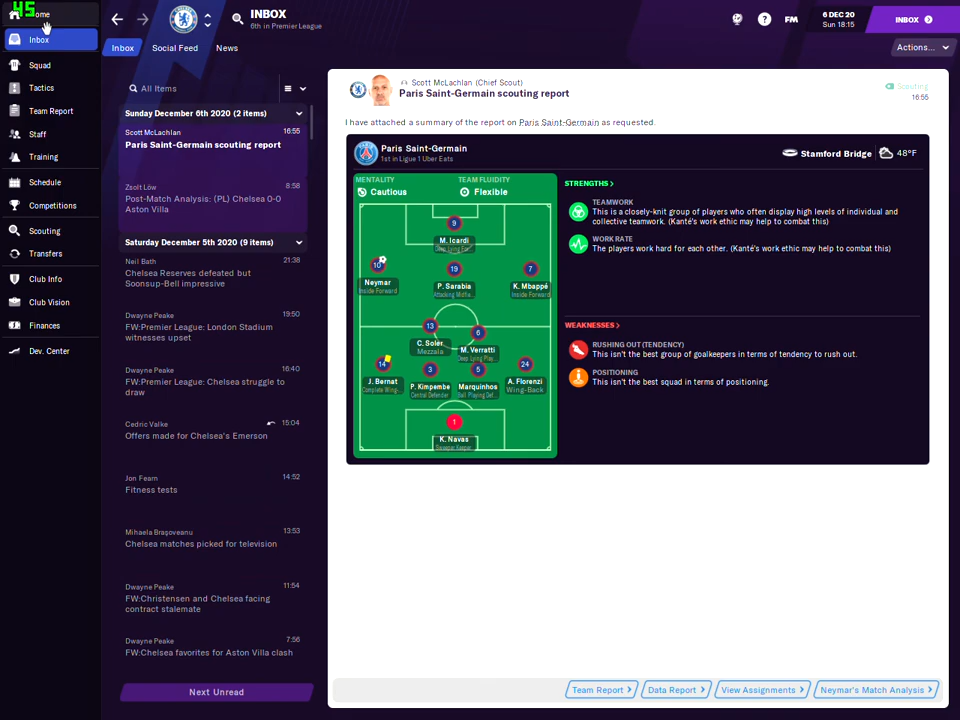 45
ome
Inbox
Squad
Tactics
Team Report
Staff
Training
Schedule
Competitions
Scouting
Transfers
Club Info
Club Vision
Finances
Dev. Center
INBOX
6th in Premier League
FM
6 DEC 20
Sun 18:15
INBOX
Inbox
Social Feed
News
Actions...
All Items
Sunday December 6th 2020 (2 items)
Scott McLachlan
16:55
Paris Saint-Germain scouting report
Zsolt Löw
8:58
Post-Match Analysis: (PL) Chelsea 0-0
Aston Villa
Saturday December 5th 2020 (9 items)
Neil Bath
21:38
Chelsea Reserves defeated but
Soonsup-Bell impressive
Dwayne Peake
19:50
FW:Premier League: London Stadium
witnesses upset
Dwayne Peake
16:40
FW:Premier League: Chelsea struggle to
draw
Cedric Valke
15:04
Offers made for Chelsea's Emerson
Jon Fearn
14:52
Fitness tests
Mihaela Braşoveanu
13:53
Chelsea matches picked for television
Dwayne Peake
11:54
FW:Christensen and Chelsea facing
contract stalemate
Dwayne Peake
7:56
FW:Chelsea favorites for Aston Villa clash
Next Unread
Scott McLachlan (Chief Scout)
Paris Saint-Germain scouting report
Scouting
16:55
I have attached a summary of the report on Paris Saint-Germain as requested.
Paris Saint-Germain
1st in Ligue 1 Uber Eats
Stamford Bridge
48°F
MENTALITY
Cautious
TEAM FLUIDITY
Flexible
9
M. Icardi
10
Neymar
Inside Forward
19
P. Sarabia
Attacking Midfie...
7
K. Mbappé
Inside Forward
13
C. Soler
Mezzala
6
M. Verratti
Deep Lying Play...
14
J. Bernat
Complete Wing-...
3
P. Kimpembe
Central Defender
5
Marquinhos
Ball Playing Def...
24
A. Florenzi
Wing-Back
1
K. Navas
Sweeper Keeper
STRENGTHS >
TEAMWORK
This is a closely-knit group of players who often display high levels of individual and
collective teamwork. (Kanté's work ethic may help to combat this)
WORK RATE
The players work hard for each other. (Kanté's work ethic may help to combat this)
WEAKNESSES >
RUSHING OUT (TENDENCY)
This isn't the best group of goalkeepers in terms of tendency to rush out.
POSITIONING
This isn't the best squad in terms of positioning.
Team Report >
Data Report >
View Assignments >
Neymar's Match Analysis >